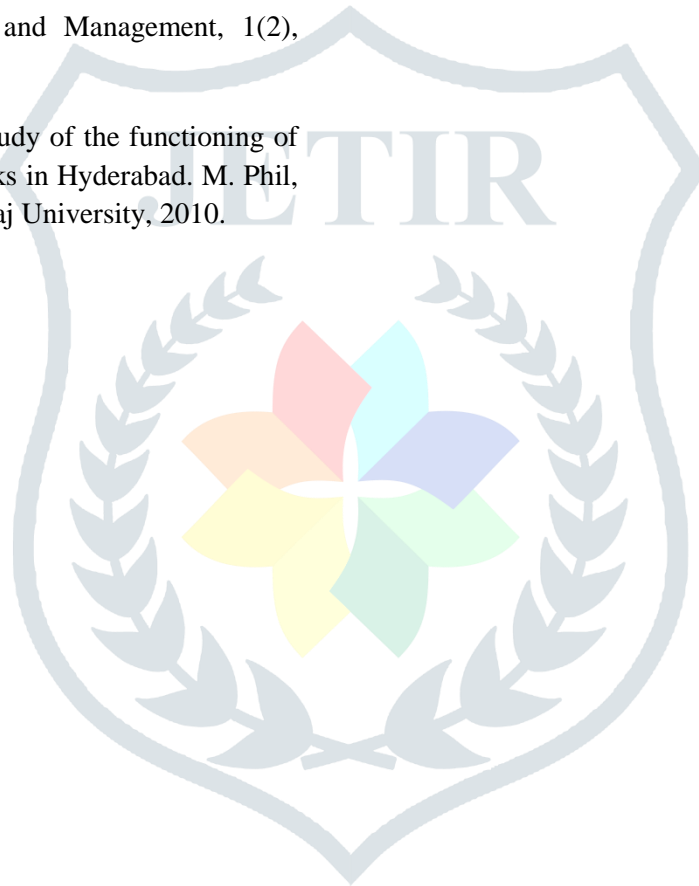 and Management, 1(2),
udy of the functioning of
ks in Hyderabad. M. Phil,
aj University, 2010.
JETIR